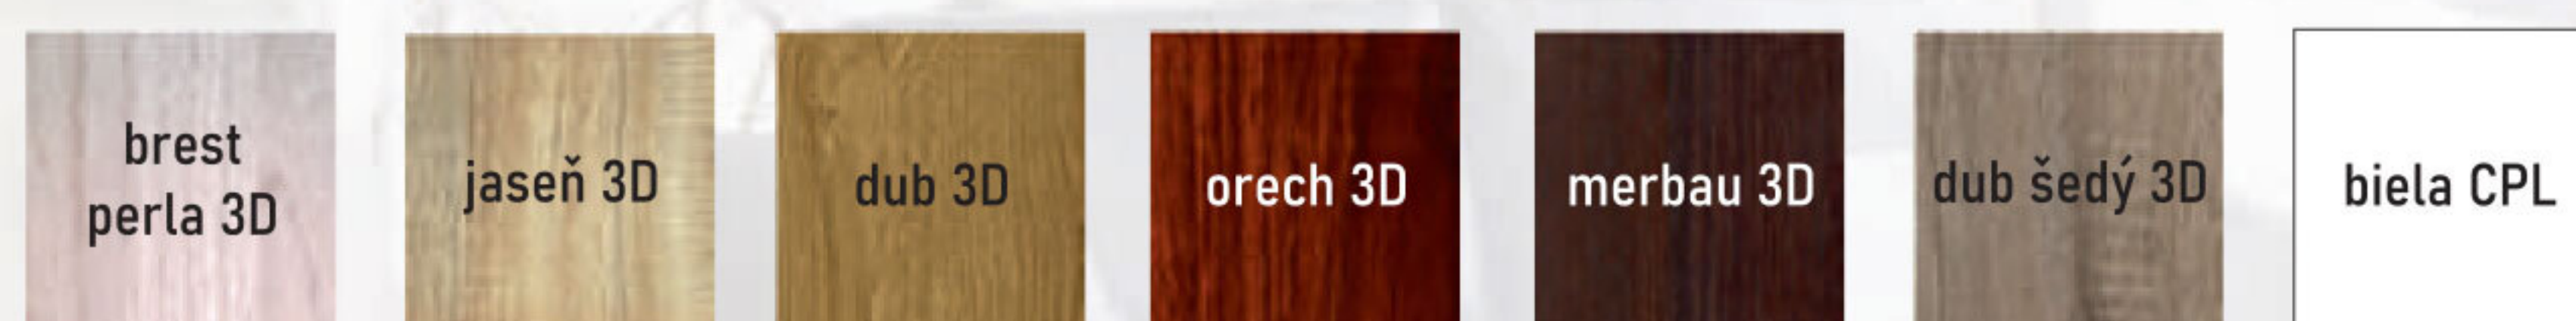 brest
perla 3D
jaseň 3D
dub 3D
orech 3D
merbau 3D
dub šedý 3D
biela CPL